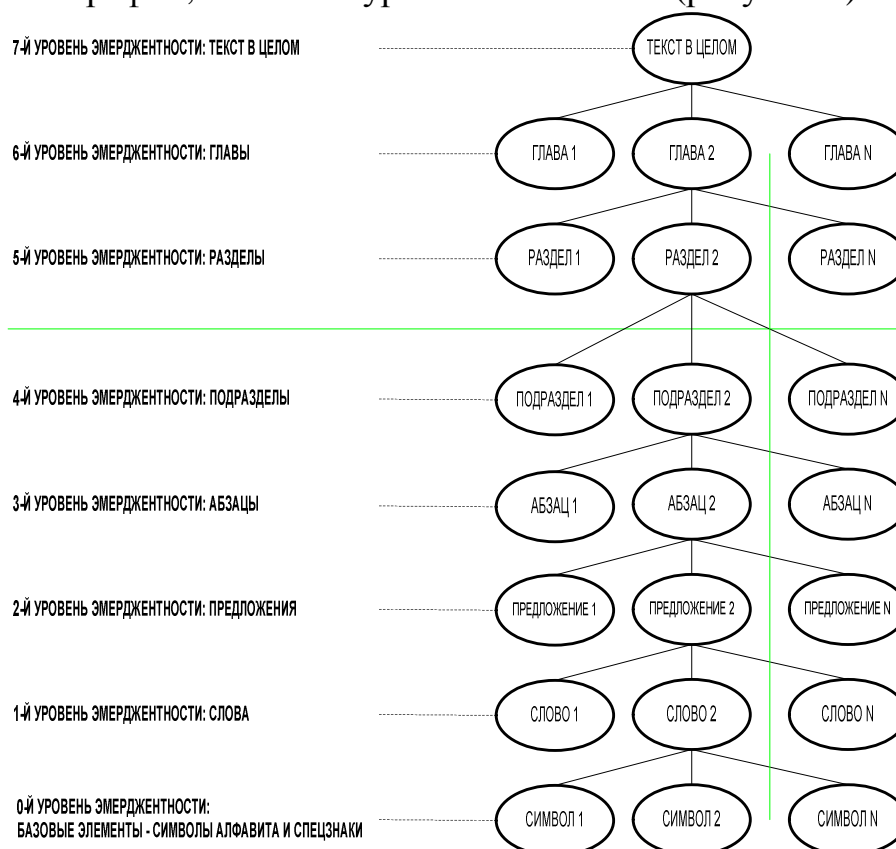 7-Й УРОВЕНЬ ЭМЕРДЖЕНТНОСТИ: ТЕКСТ В ЦЕЛОМ
ТЕКСТ В ЦЕЛОМ
6-Й УРОВЕНЬ ЭМЕРДЖЕНТНОСТИ: ГЛАВЫ
ГЛАВА 1
ГЛАВА 2
ГЛАВА N
5-Й УРОВЕНЬ ЭМЕРДЖЕНТНОСТИ: РАЗДЕЛЫ
РАЗДЕЛ 1
РАЗДЕЛ 2
РАЗДЕЛ N
4-Й УРОВЕНЬ ЭМЕРДЖЕНТНОСТИ: ПОДРАЗДЕЛЫ
ПОДРАЗДЕЛ 1
ПОДРАЗДЕЛ 2
ПОДРАЗДЕЛ N
3-Й УРОВЕНЬ ЭМЕРДЖЕНТНОСТИ: АБЗАЦЫ
АБЗАЦ 1
АБЗАЦ 2
АБЗАЦ N
2-Й УРОВЕНЬ ЭМЕРДЖЕНТНОСТИ: ПРЕДЛОЖЕНИЯ
ПРЕДЛОЖЕНИЕ 1
ПРЕДЛОЖЕНИЕ 2
ПРЕДЛОЖЕНИЕ N
1-Й УРОВЕНЬ ЭМЕРДЖЕНТНОСТИ: СЛОВА
СЛОВО 1
СЛОВО 2
СЛОВО N
0-Й УРОВЕНЬ ЭМЕРДЖЕНТНОСТИ:
БАЗОВЫЕ ЭЛЕМЕНТЫ - СИМВОЛЫ АЛФАВИТА И СПЕЦЗНАКИ
СИМВОЛ 1
СИМВОЛ 2
СИМВОЛ N